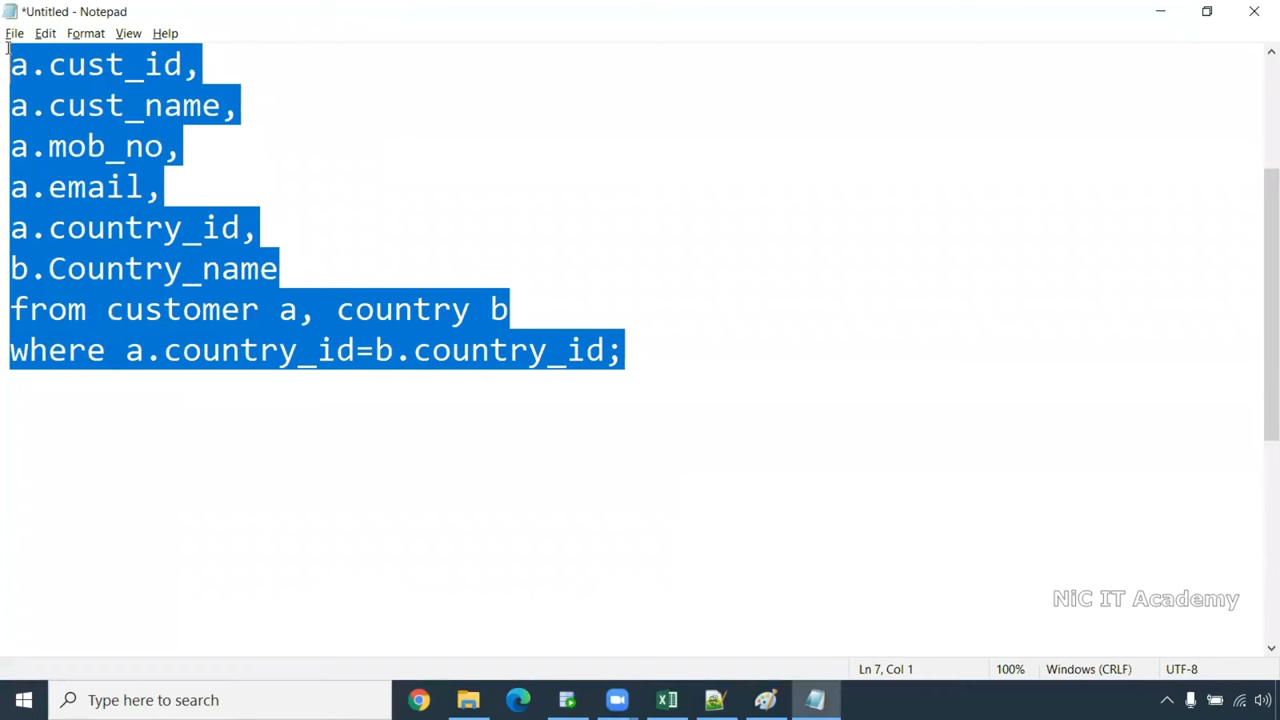 *Untitled - Notepad
File Edit Format View Help
a.cust_id,
a.cust_name,
a.mob_no,
a.email,
a.country_id,
b.Country_name
from customer a, country b
where a.country_id=b.country_id;
NiC IT Academy
Ln 7, Col 1 100% Windows (CRLF) UTF-8
Type here to search